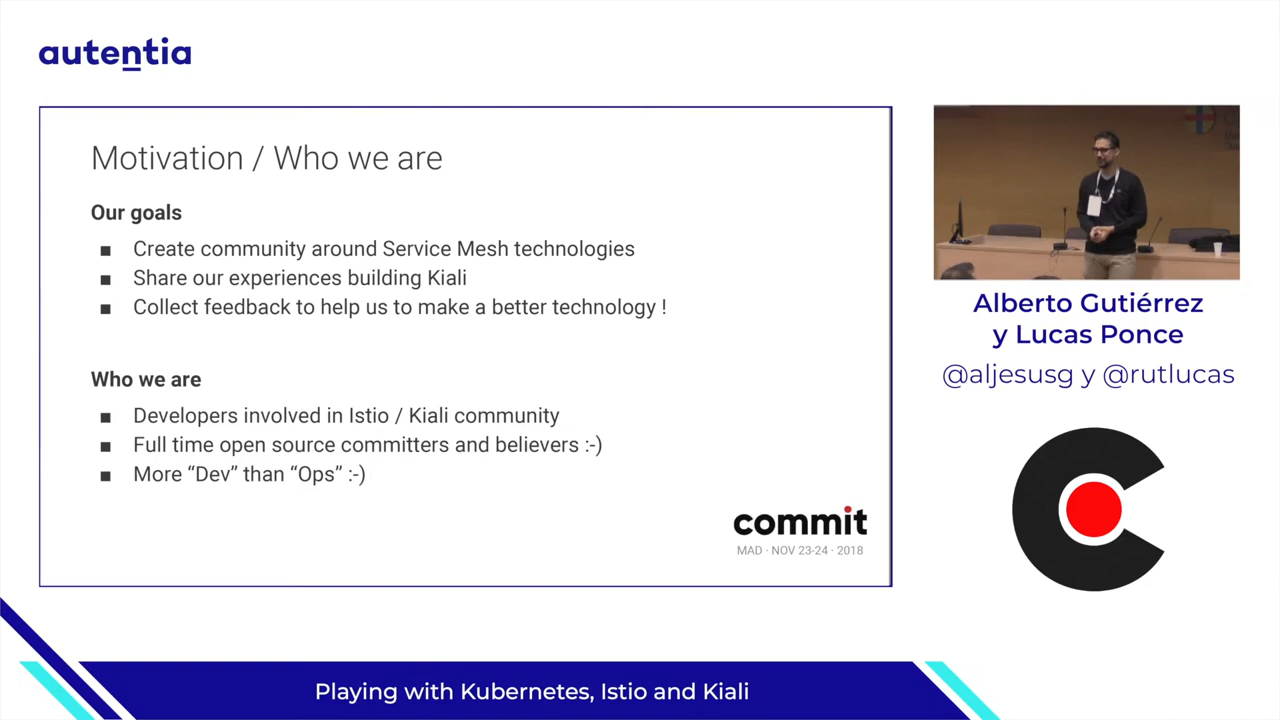 autentia
Motivation / Who we are
Our goals
■ Create community around Service Mesh technologies
■ Share our experiences building Kiali
■ Collect feedback to help us to make a better technology !
Who we are
■ Developers involved in Istio / Kiali community
■ Full time open source committers and believers :-)
■ More “Dev” than “Ops” :-)
commit
MAD · NOV 23-24 · 2018
Alberto Gutiérrez
y Lucas Ponce
@aljesusg y @rutlucas
Playing with Kubernetes, Istio and Kiali